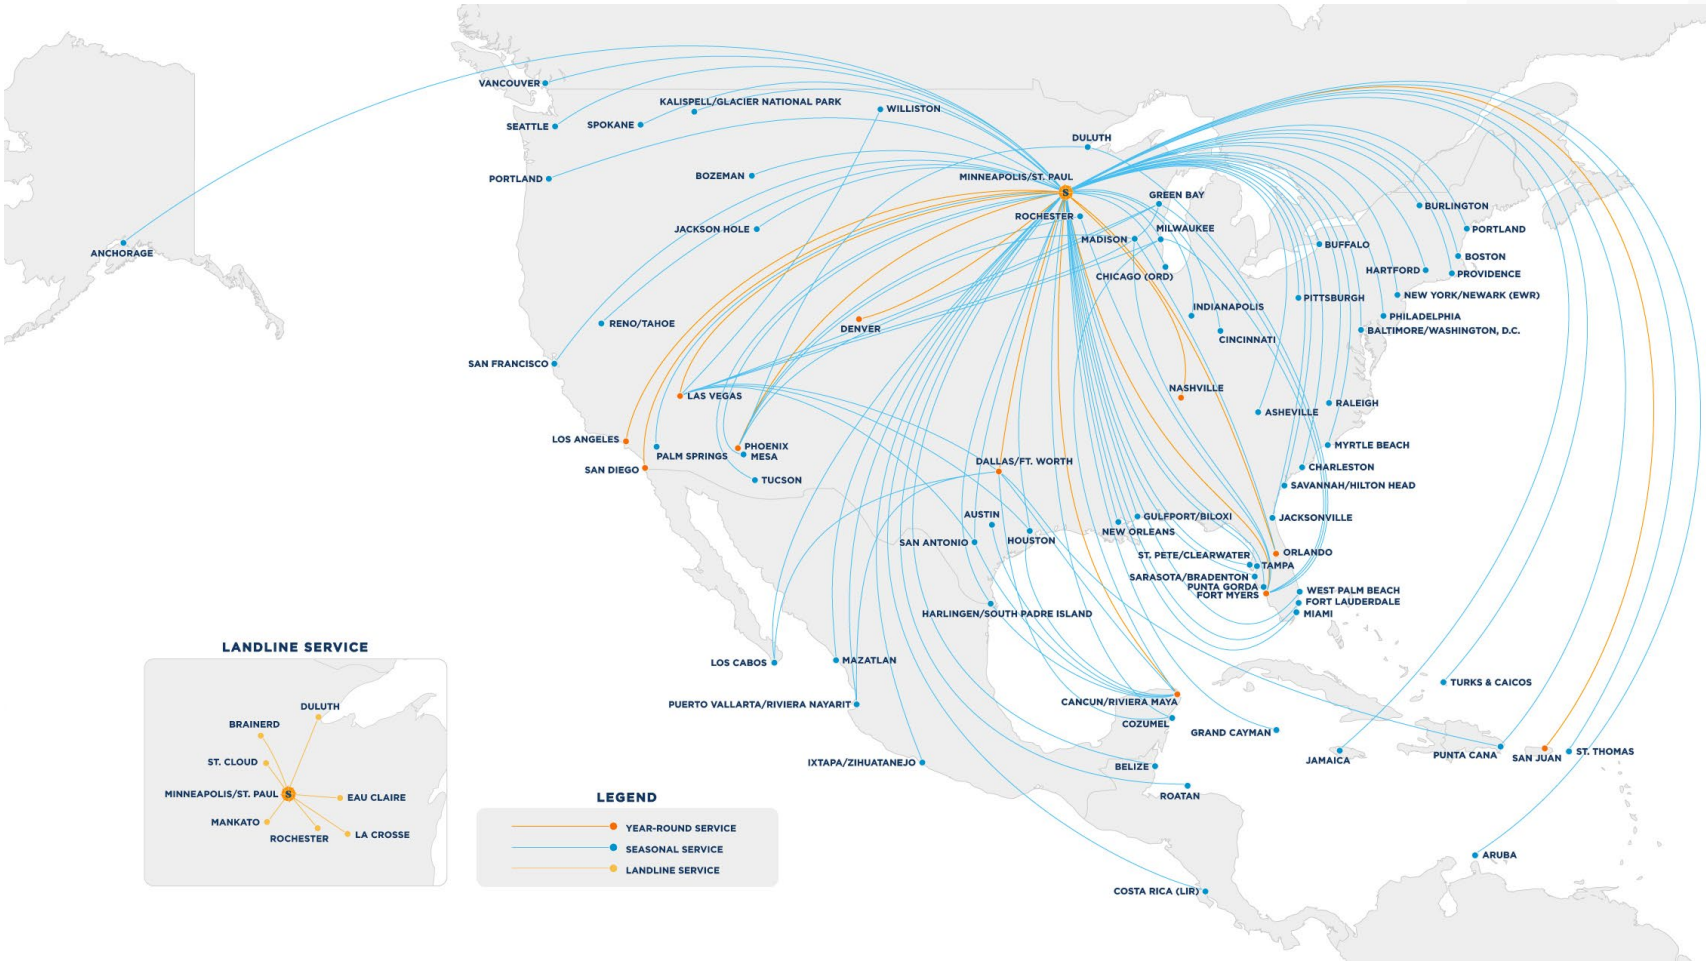 VANCOUVER
KALISPELL/GLACIER NATIONAL PARK
WILLISTON
SEATTLE
SPOKANE
DULUTH
PORTLAND
BOZEMAN
MINNEAPOLIS/ST. PAUL
S
GREEN BAY
BURLINGTON
ROCHESTER
JACKSON HOLE
MILWAUKEE
PORTLAND
MADISON
BUFFALO
ANCHORAGE
BOSTON
CHICAGO (ORD)
HARTFORD
PROVIDENCE
PITTSBURGH
NEW YORK/NEWARK (EWR)
INDIANAPOLIS
PHILADELPHIA
RENO/TAHOE
DENVER
BALTIMORE/WASHINGTON, D.C.
CINCINNATI
SAN FRANCISCO
NASHVILLE
LAS VEGAS
RALEIGH
ASHEVILLE
LOS ANGELES
PHOENIX
MYRTLE BEACH
PALM SPRINGS
MESA
DALLAS/FT. WORTH
CHARLESTON
SAN DIEGO
TUCSON
SAVANNAH/HILTON HEAD
AUSTIN
GULFPORT/BILOXI
JACKSONVILLE
NEW ORLEANS
SAN ANTONIO
HOUSTON
ORLANDO
ST. PETE/CLEARWATER
TAMPA
SARASOTA/BRADENTON
PUNTA GORDA
WEST PALM BEACH
FORT MYERS
FORT LAUDERDALE
HARLINGEN/SOUTH PADRE ISLAND
MIAMI
LOS CABOS
MAZATLAN
TURKS & CAICOS
PUERTO VALLARTA/RIVIERA NAYARIT
CANCUN/RIVIERA MAYA
COZUMEL
GRAND CAYMAN
PUNTA CANA
SAN JUAN
ST. THOMAS
JAMAICA
IXTAPA/ZIHUATANEJO
BELIZE
ROATAN
ARUBA
COSTA RICA (LIR)
LANDLINE SERVICE
DULUTH
BRAINERD
ST. CLOUD
MINNEAPOLIS/ST. PAUL
S
EAU CLAIRE
MANKATO
ROCHESTER
LA CROSSE
LEGEND
YEAR-ROUND SERVICE
SEASONAL SERVICE
LANDLINE SERVICE